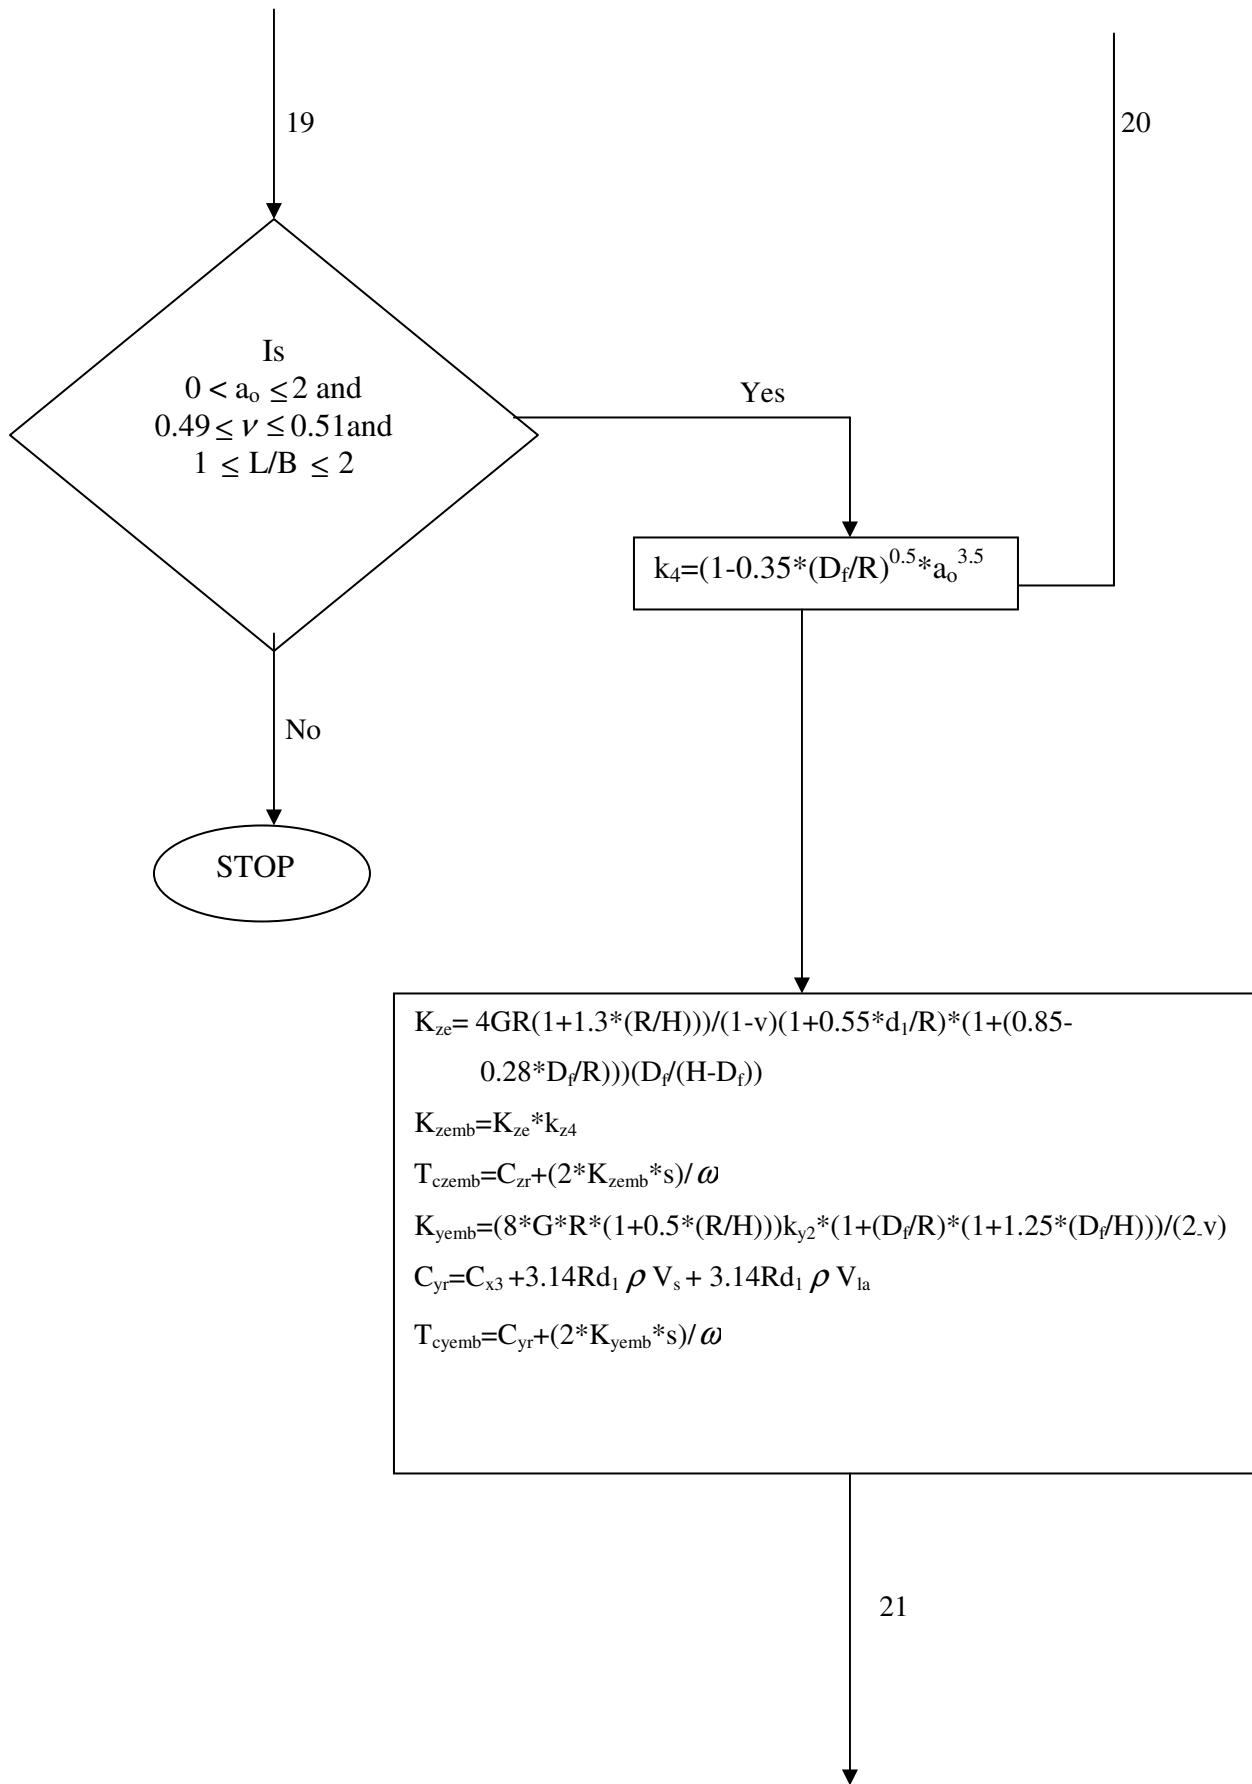 19
20
Is
0 < aₒ ≤ 2 and
0.49 ≤ ν ≤ 0.51and
1 ≤ L/B ≤ 2
Yes
k₄=(1-0.35*(D_f/R)^0.5*aₒ^3.5
No
STOP
K_ze= 4GR(1+1.3*(R/H)))/(1-v)(1+0.55*d₁/R)*(1+(0.85-
0.28*D_f/R)))(D_f/(H-D_f))
K_zemb=K_ze*k_z4
T_czemb=C_zr+(2*K_zemb*s)/ω
K_yemb=(8*G*R*(1+0.5*(R/H)))k_y2*(1+(D_f/R)*(1+1.25*(D_f/H)))/(2-v)
C_yr=C_x3 +3.14Rd₁ ρ V_s + 3.14Rd₁ ρ V_la
T_cyemb=C_yr+(2*K_yemb*s)/ω
21